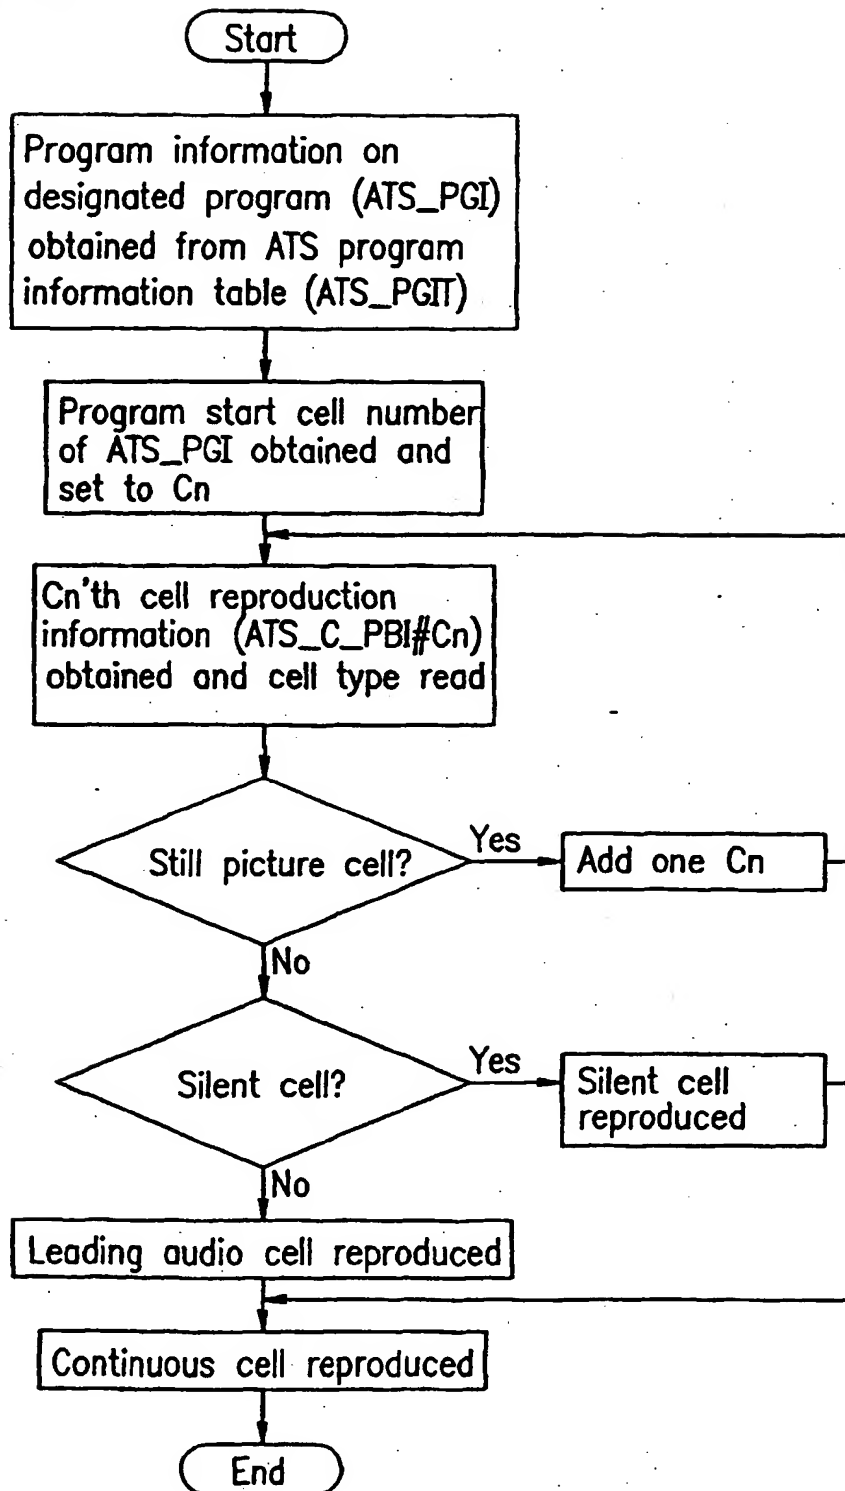 Start
Program information on
designated program (ATS_PGI)
obtained from ATS program
information table (ATS_PGIT)
Program start cell number
of ATS_PGI obtained and
set to Cn
Cn'th cell reproduction
information (ATS_C_PBI#Cn)
obtained and cell type read
Still picture cell?
Yes
Add one Cn
No
Silent cell?
Yes
Silent cell
reproduced
No
Leading audio cell reproduced
Continuous cell reproduced
End